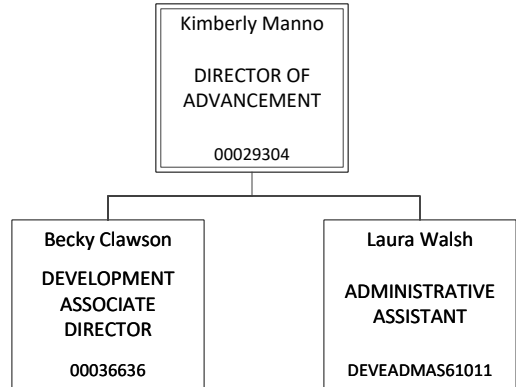 Kimberly Manno
DIRECTOR OF
ADVANCEMENT
00029304
Becky Clawson
DEVELOPMENT
ASSOCIATE
DIRECTOR
00036636
Laura Walsh
ADMINISTRATIVE
ASSISTANT
DEVEADMAS61011